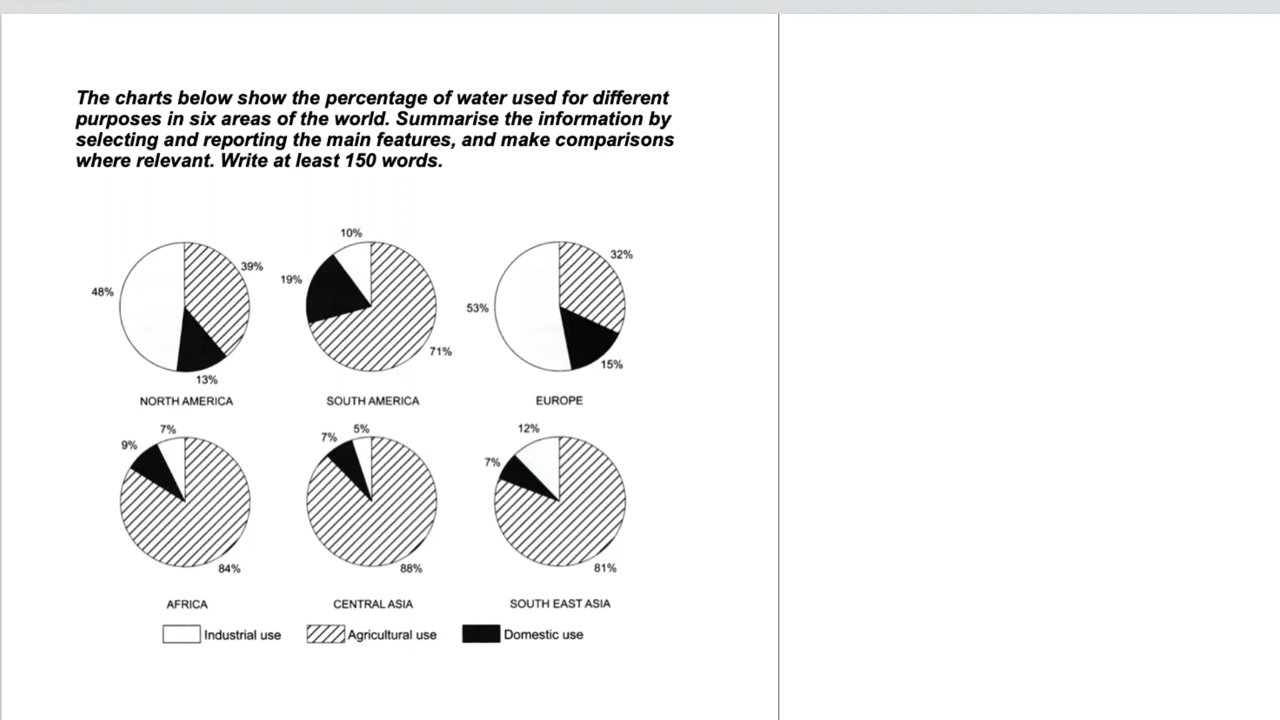 The charts below show the percentage of water used for different
purposes in six areas of the world. Summarise the information by
selecting and reporting the main features, and make comparisons
where relevant. Write at least 150 words.
48%
39%
13%
NORTH AMERICA
10%
19%
71%
SOUTH AMERICA
32%
53%
15%
EUROPE
7%
9%
84%
AFRICA
5%
7%
88%
CENTRAL ASIA
12%
7%
81%
SOUTH EAST ASIA
Industrial use
Agricultural use
Domestic use